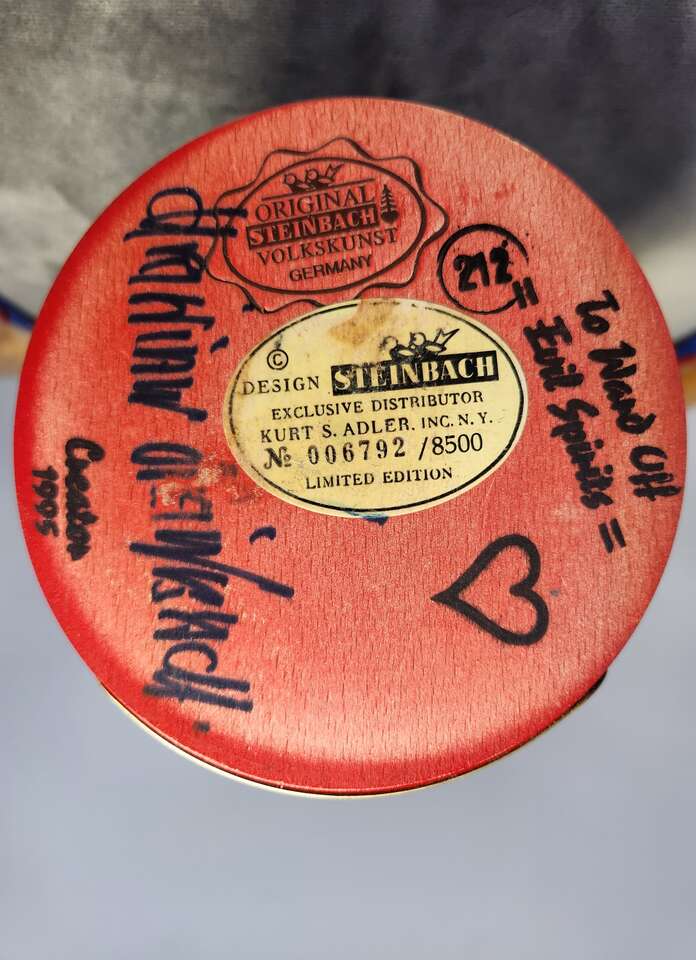 ORIGINAL
STEINBACH
VOLKSKUNST
GERMANY
212
=
To Ward Off
Evil Spirits =
©
DESIGN STEINBACH
EXCLUSIVE DISTRIBUTOR
KURT S. ADLER. INC. N.Y.
№ 006792 /8500
LIMITED EDITION
Creator
1995